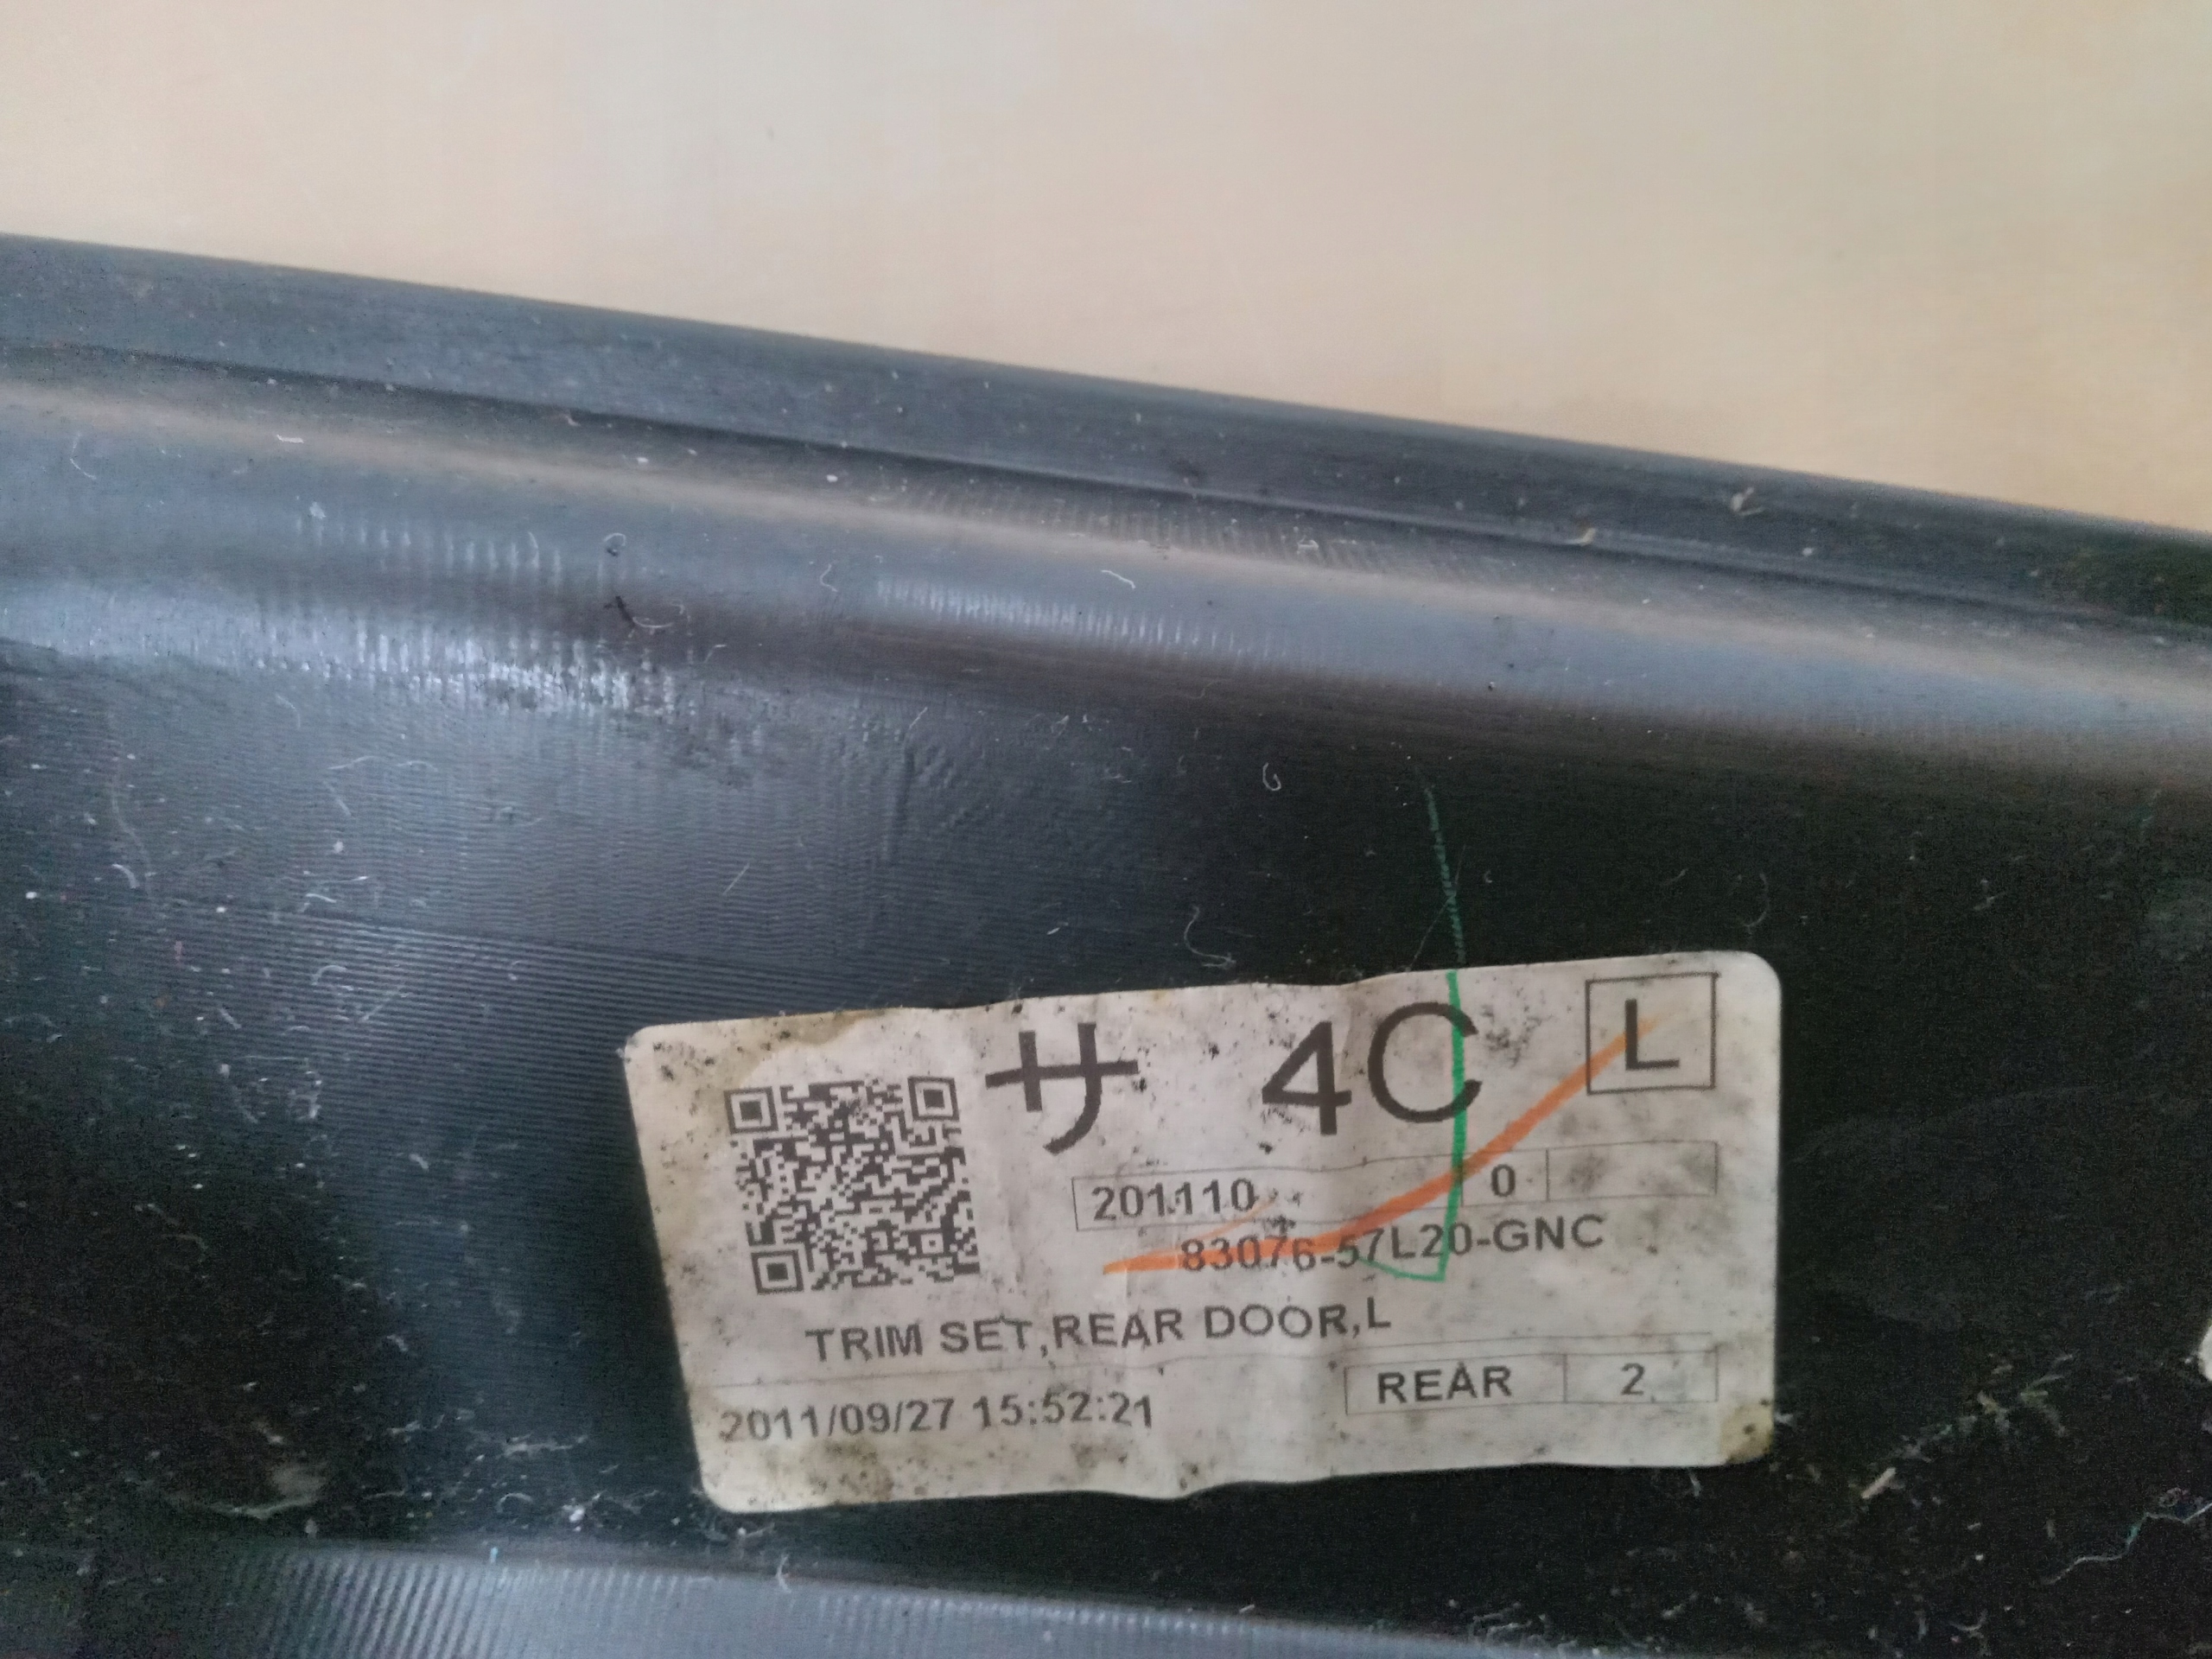 サ 4C L
201110 0
83076-57L20-GNC
TRIM SET,REAR DOOR,L
2011/09/27 15:52:21 REAR 2